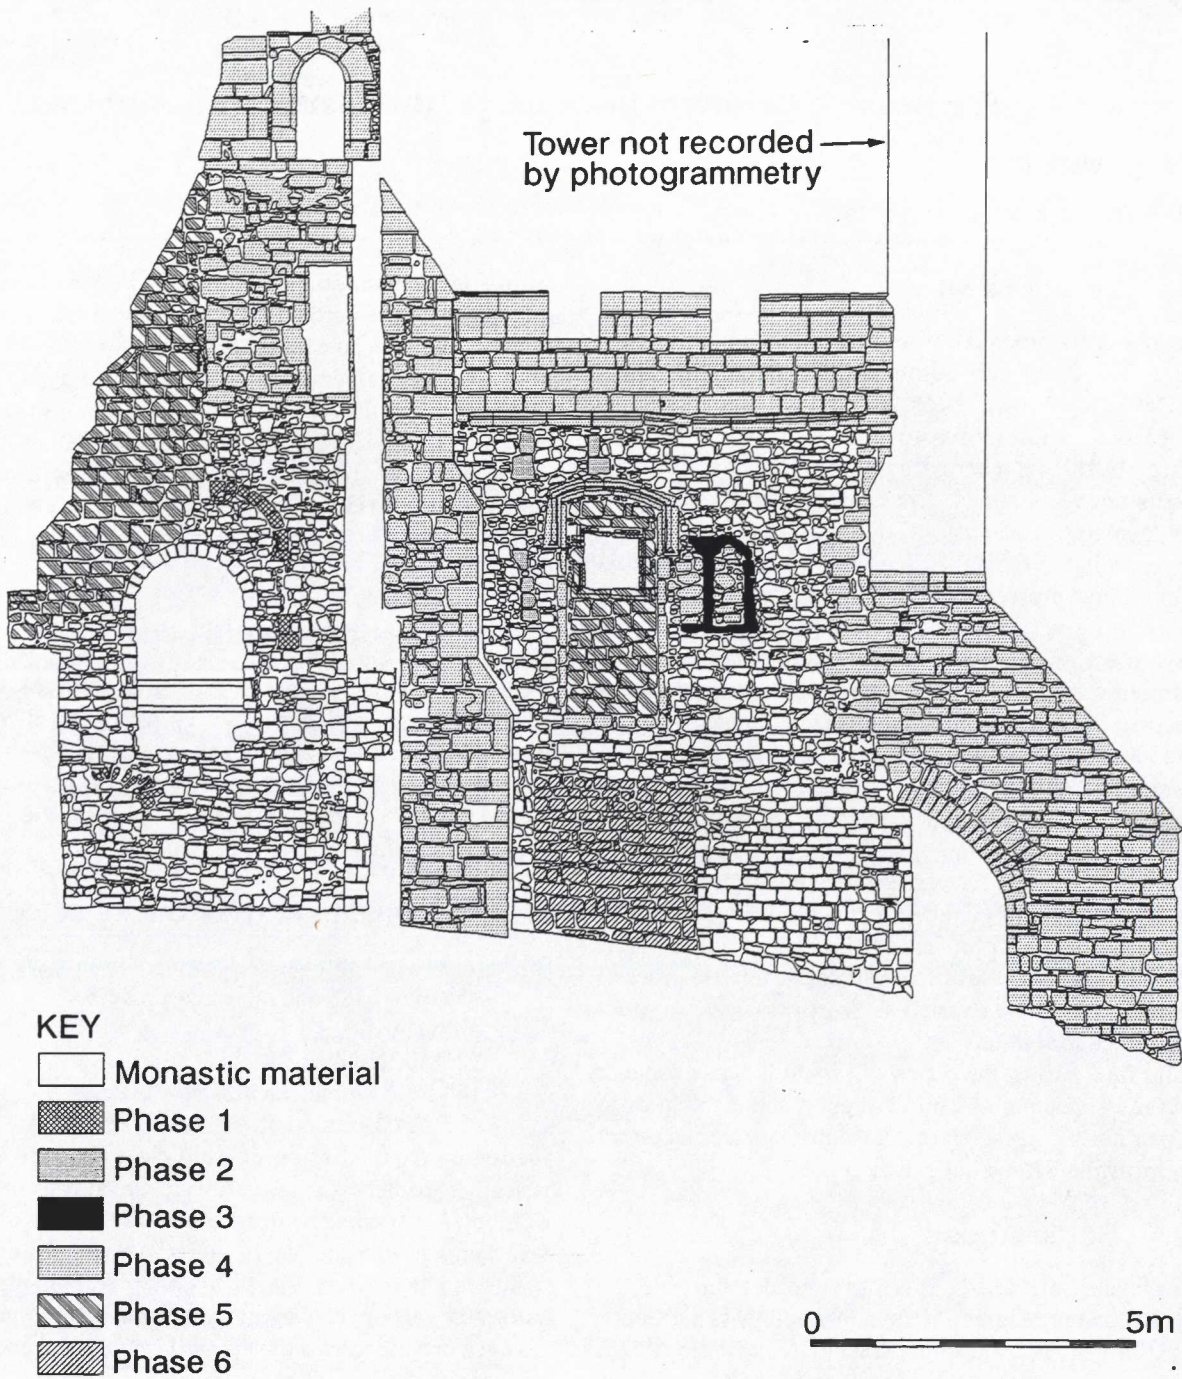 Tower not recorded
by photogrammetry
KEY
Monastic material
Phase 1
Phase 2
Phase 3
Phase 4
Phase 5
Phase 6
0 5m